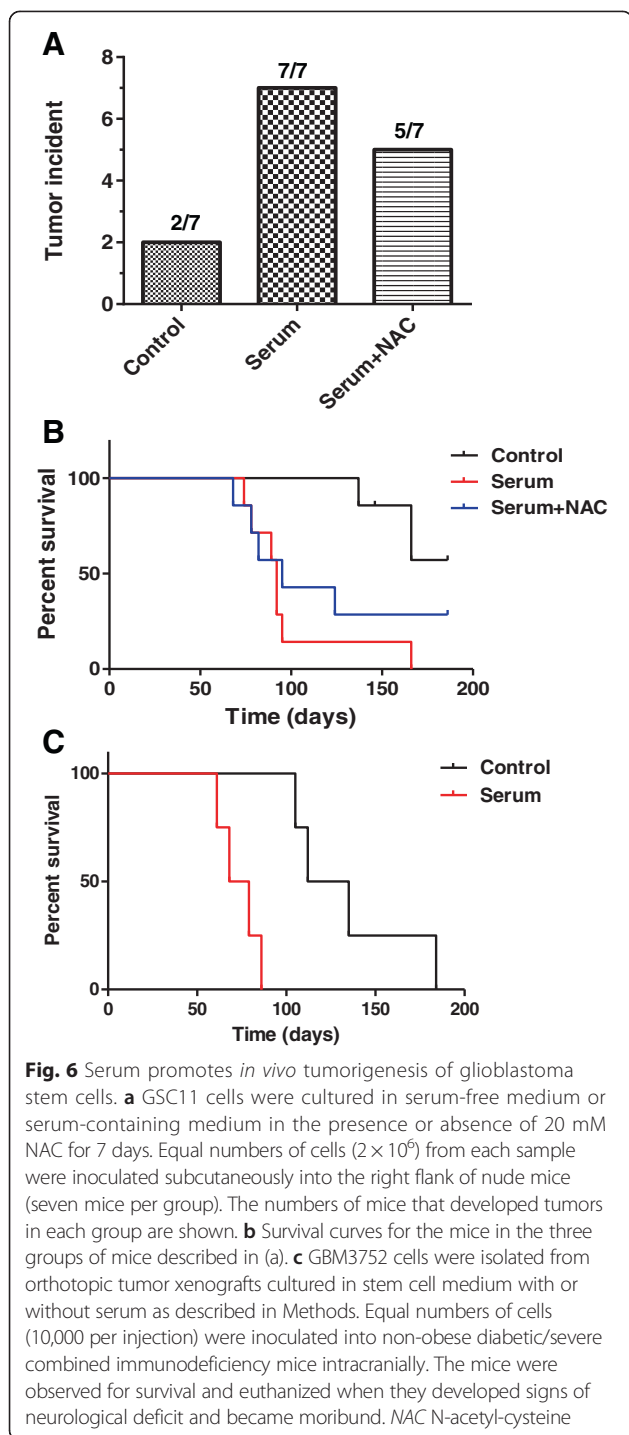 A
Tumor incident
8
6
4
2
0
2/7
7/7
5/7
Control
Serum
Serum+NAC
B
Percent survival
100
50
0
0 50 100 150 200
Time (days)
Control
Serum
Serum+NAC
C
Percent survival
100
50
0
0 50 100 150 200
Time (days)
Control
Serum
Fig. 6 Serum promotes in vivo tumorigenesis of glioblastoma
stem cells. a GSC11 cells were cultured in serum-free medium or
serum-containing medium in the presence or absence of 20 mM
NAC for 7 days. Equal numbers of cells (2 × 10⁶) from each sample
were inoculated subcutaneously into the right flank of nude mice
(seven mice per group). The numbers of mice that developed tumors
in each group are shown. b Survival curves for the mice in the three
groups of mice described in (a). c GBM3752 cells were isolated from
orthotopic tumor xenografts cultured in stem cell medium with or
without serum as described in Methods. Equal numbers of cells
(10,000 per injection) were inoculated into non-obese diabetic/severe
combined immunodeficiency mice intracranially. The mice were
observed for survival and euthanized when they developed signs of
neurological deficit and became moribund. NAC N-acetyl-cysteine